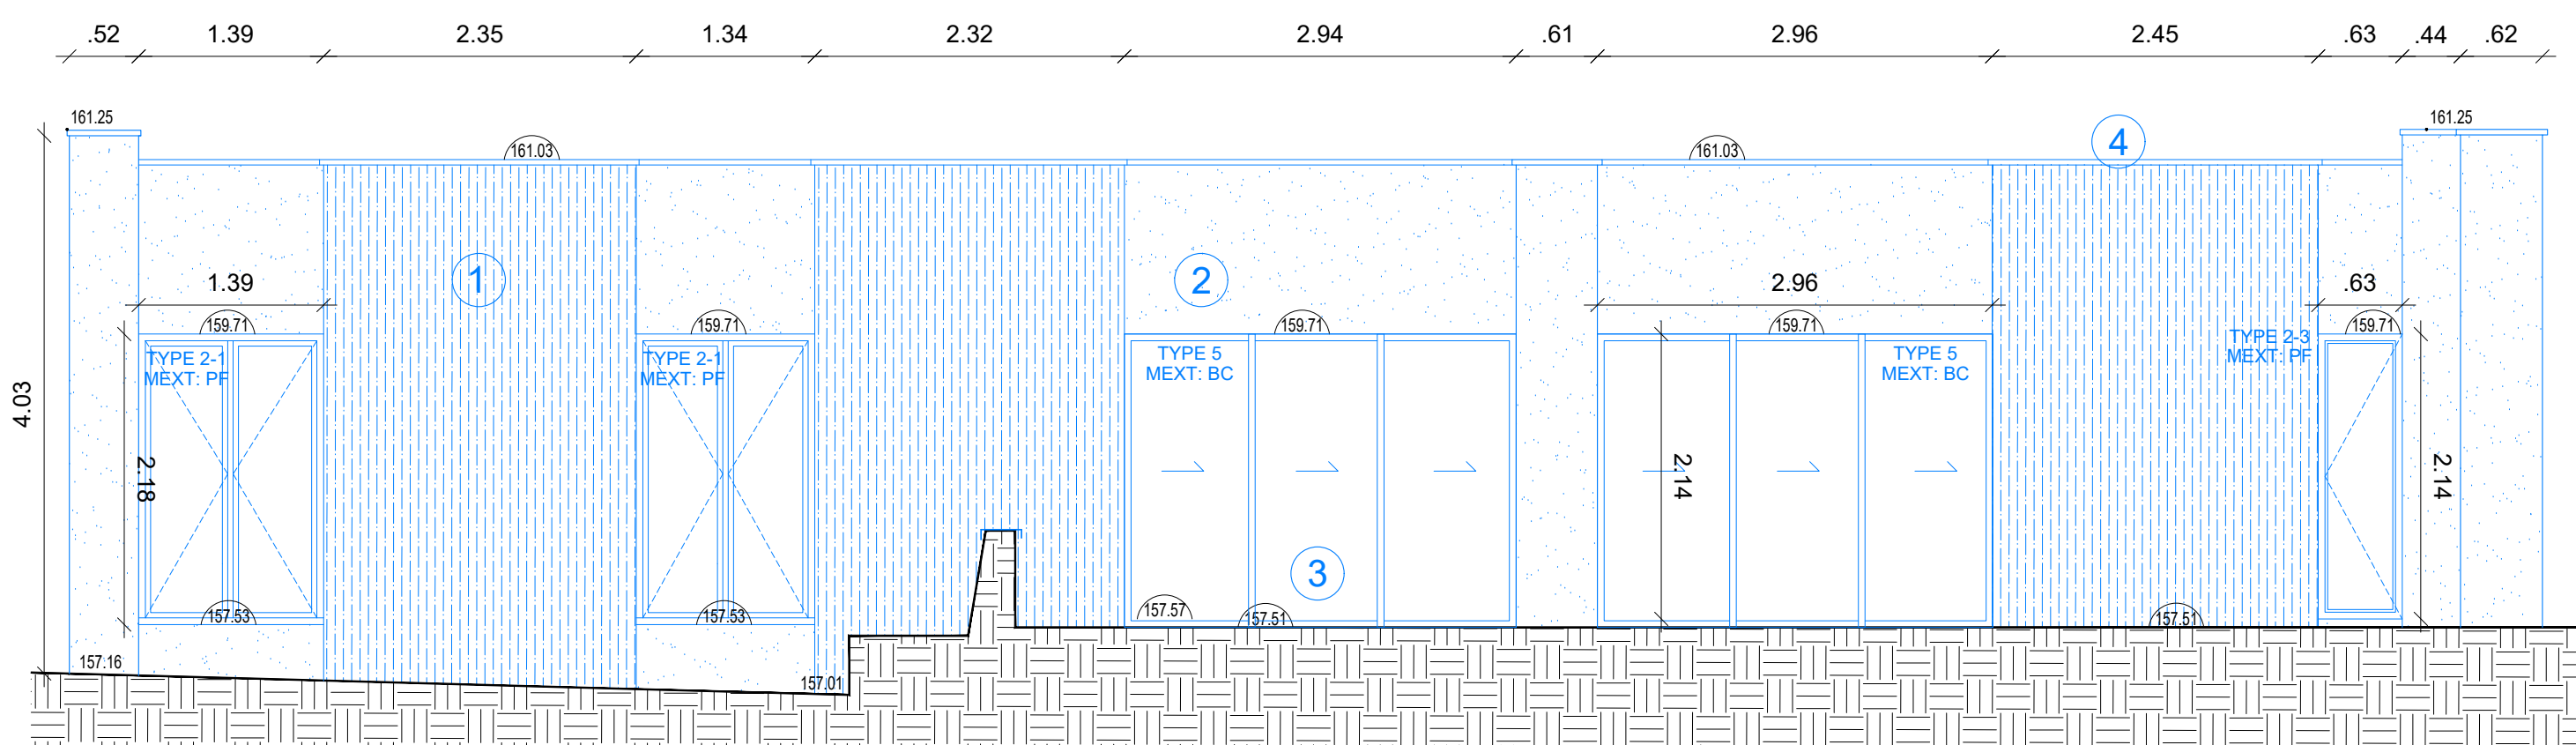 .52 1.39 2.35 1.34 2.32 2.94 .61 2.96 2.45 .63 .44 .62
161.25 161.25
161.03 161.03 4
1.39 1 2 2.96 .63
159.71 159.71 159.71 159.71 159.71
TYPE 2-1 TYPE 2-1 TYPE 5 TYPE 5 TYPE 2-3
MEXT: PF MEXT: PF MEXT: BC MEXT: BC MEXT: PF
4.03
2.18 2.14 2.14
3
157.53 157.53 157.57 157.51 157.51
157.16 157.01